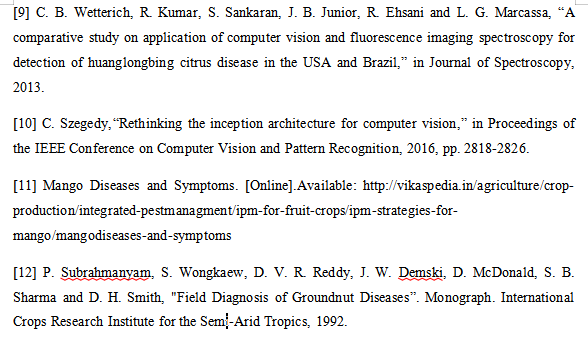 [9] C. B. Wetterich, R. Kumar, S. Sankaran, J. B. Junior, R. Ehsani and L. G. Marcassa, “A
comparative study on application of computer vision and fluorescence imaging spectroscopy for
detection of huanglongbing citrus disease in the USA and Brazil,” in Journal of Spectroscopy,
2013.
[10] C. Szegedy,“Rethinking the inception architecture for computer vision,” in Proceedings of
the IEEE Conference on Computer Vision and Pattern Recognition, 2016, pp. 2818-2826.
[11] Mango Diseases and Symptoms. [Online].Available: http://vikaspedia.in/agriculture/crop-
production/integrated-pestmanagment/ipm-for-fruit-crops/ipm-strategies-for-
mango/mangodiseases-and-symptoms
[12] P. Subrahmanyam, S. Wongkaew, D. V. R. Reddy, J. W. Demski, D. McDonald, S. B.
Sharma and D. H. Smith, "Field Diagnosis of Groundnut Diseases”. Monograph. International
Crops Research Institute for the Semi-Arid Tropics, 1992.